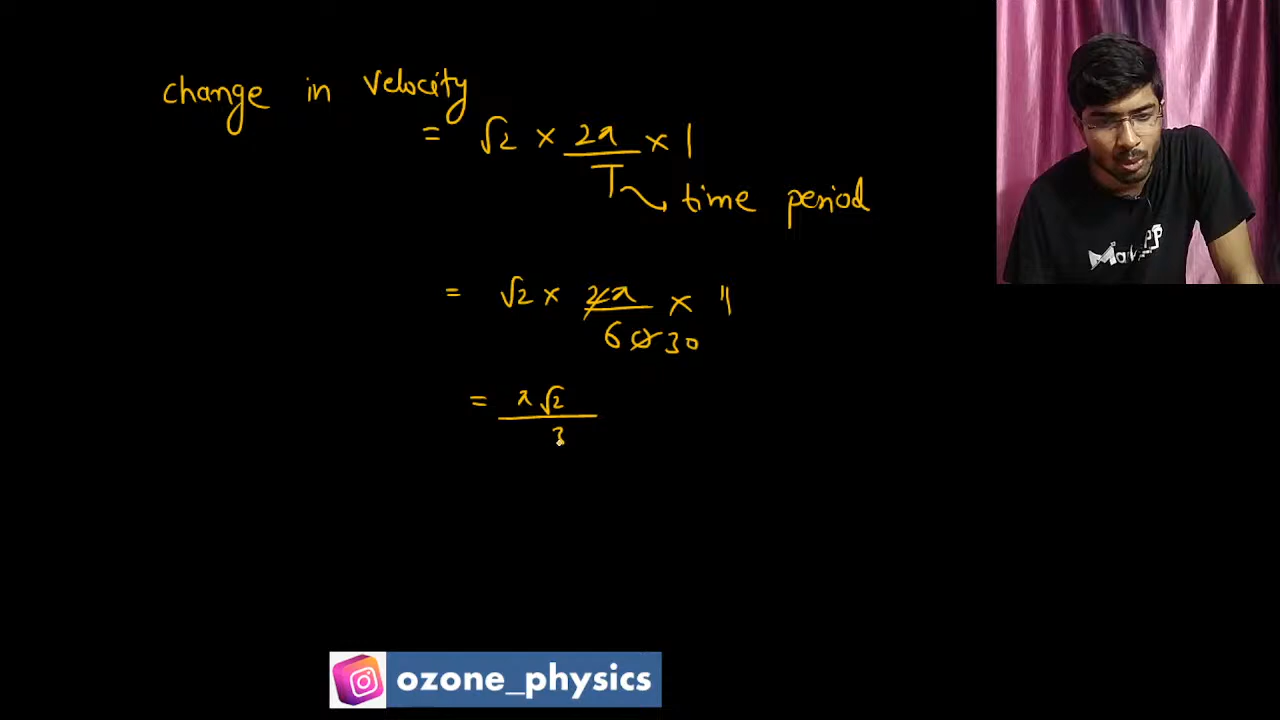 change in velocity
= √2 × 2π/T × 1
time period
= √2 × 2π/60 30 × 1
= π√2/3
ozone_physics